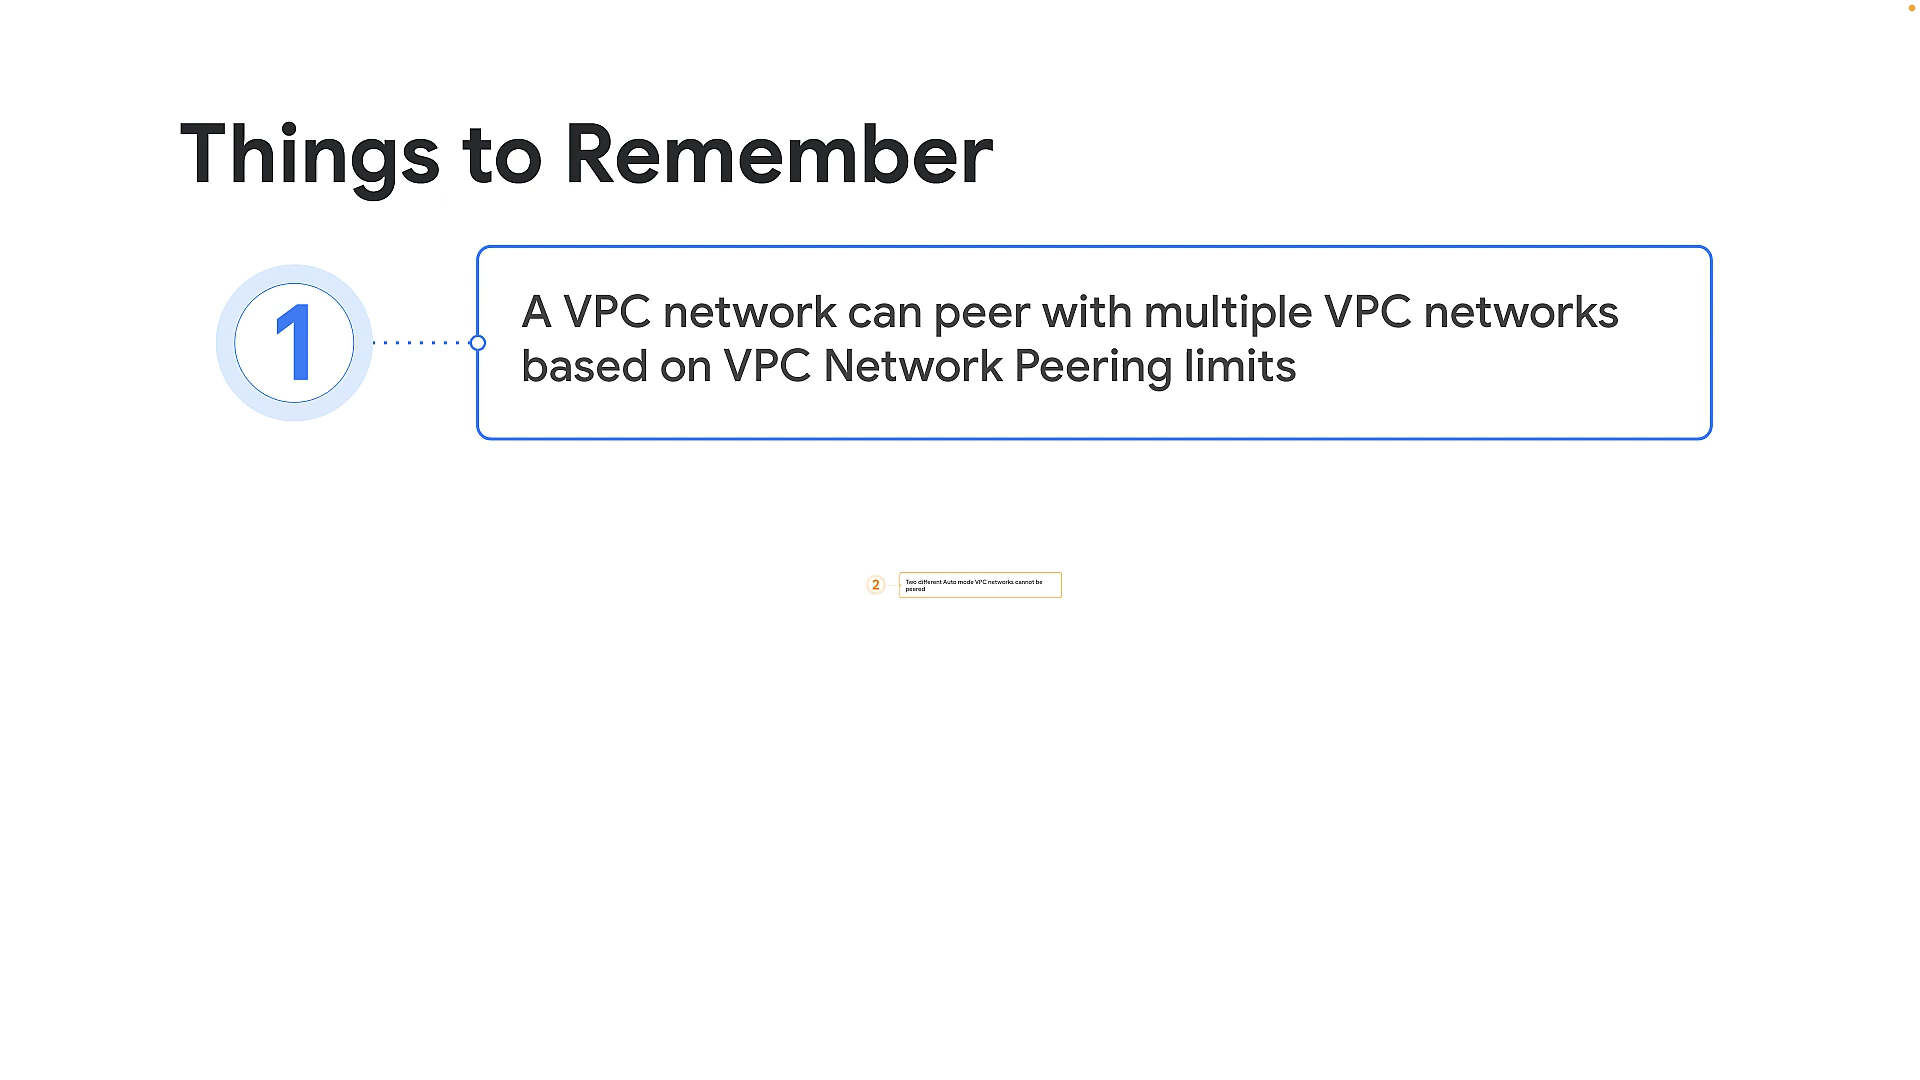 Things to Remember
1
A VPC network can peer with multiple VPC networks
based on VPC Network Peering limits
2
Two different Auto mode VPC networks cannot be
peered